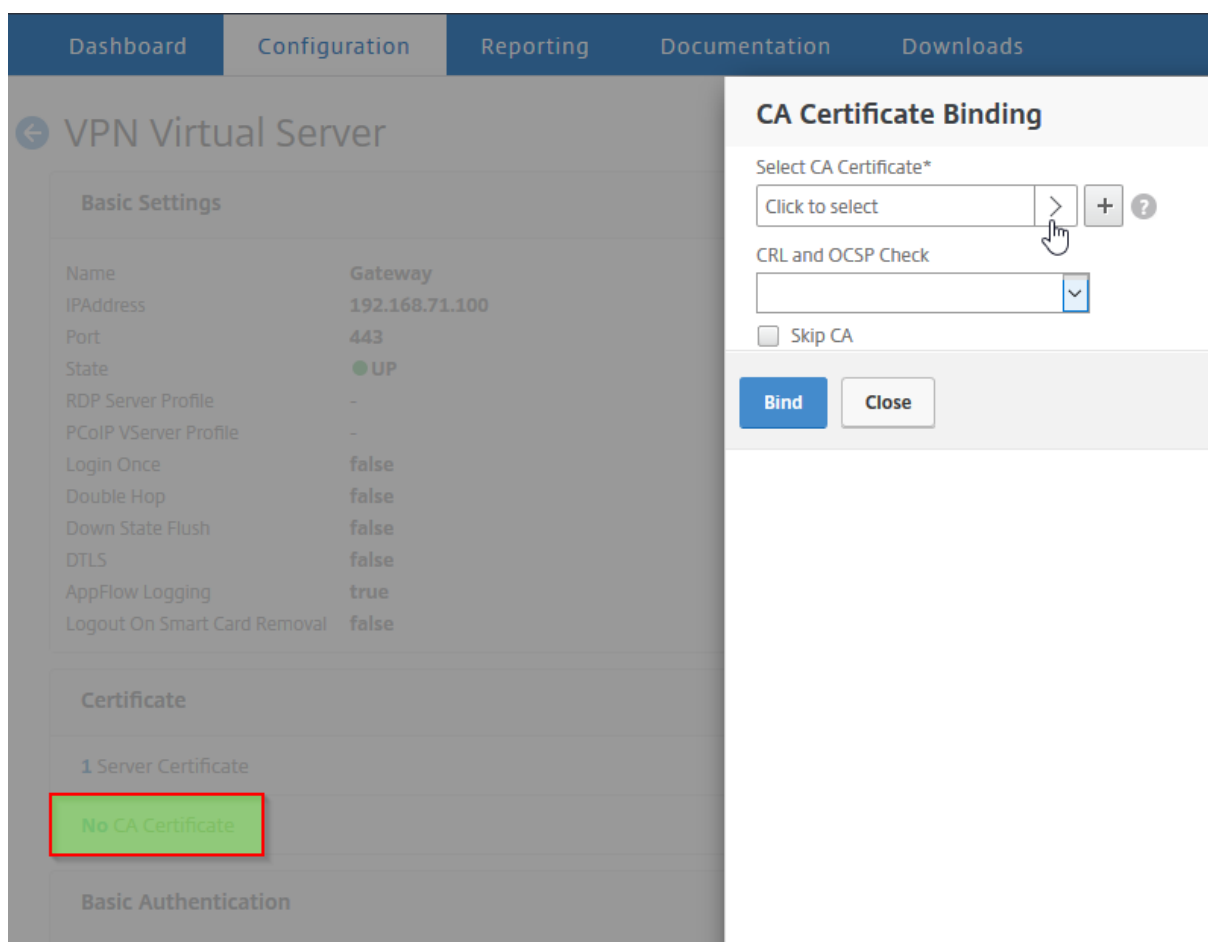 Dashboard Configuration Reporting Documentation Downloads
VPN Virtual Server
Basic Settings
Name Gateway
IPAddress 192.168.71.100
Port 443
State UP
RDP Server Profile -
PCoIP VServer Profile -
Login Once false
Double Hop false
Down State Flush false
DTLS false
AppFlow Logging true
Logout On Smart Card Removal false
Certificate
1 Server Certificate
No CA Certificate
Basic Authentication
CA Certificate Binding
Select CA Certificate*
Click to select > + ?
CRL and OCSP Check
Skip CA
Bind Close